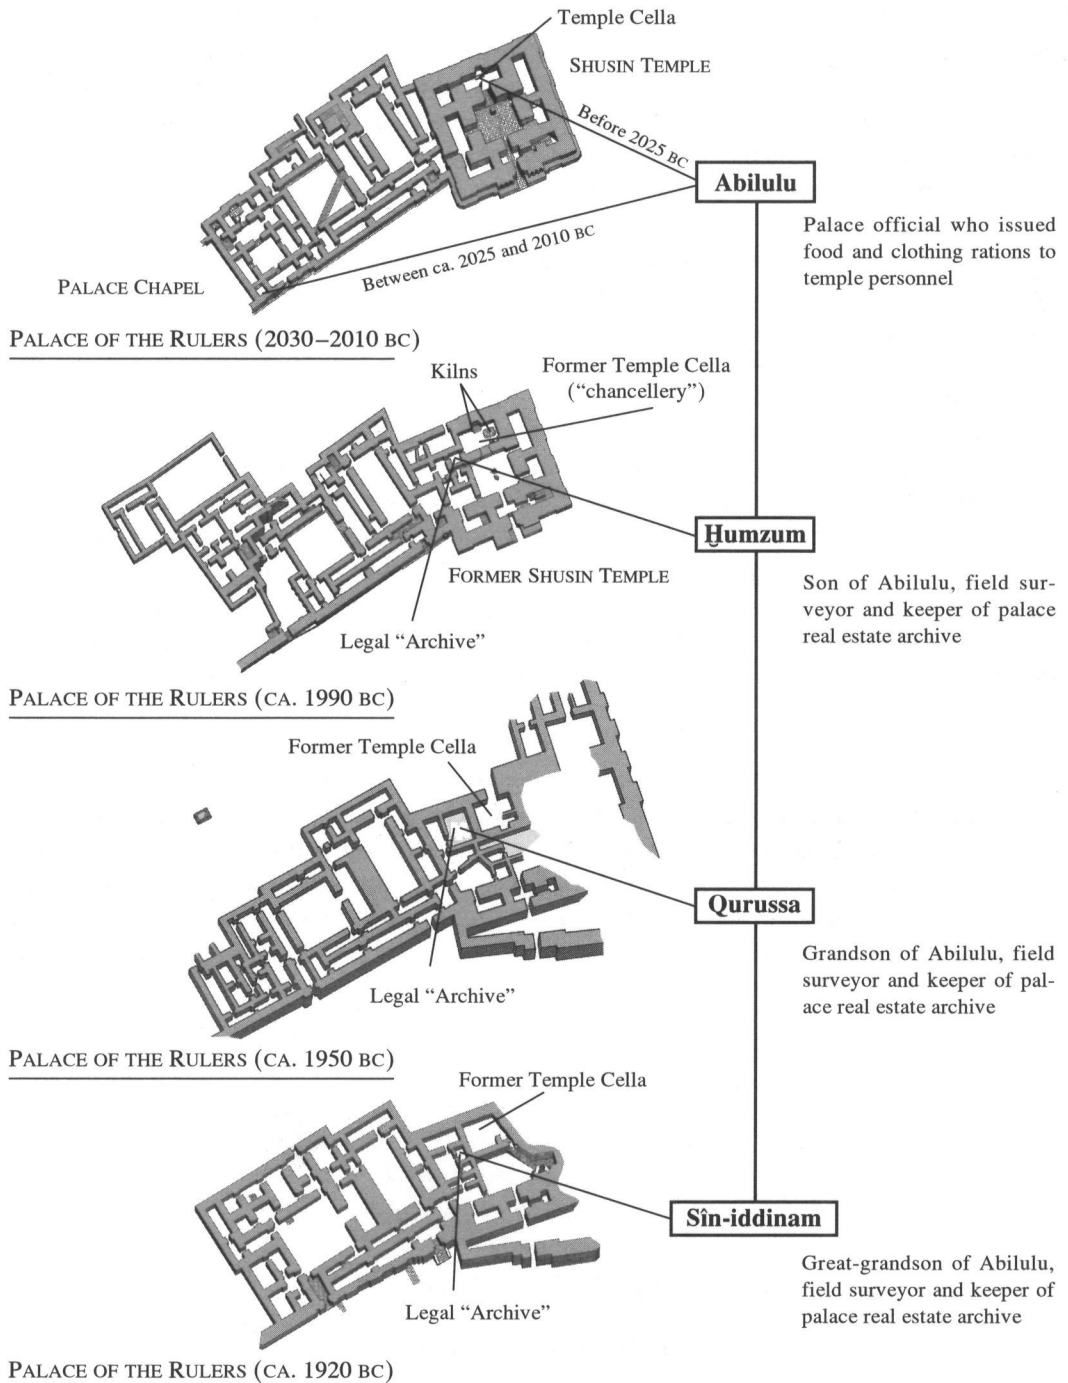 Temple Cella
SHUSIN TEMPLE
Before 2025 BC
Abilulu
Palace official who issued
food and clothing rations to
temple personnel
Between ca. 2025 and 2010 BC
PALACE CHAPEL
PALACE OF THE RULERS (2030–2010 BC)
Kilns
Former Temple Cella
(“chancellery”)
Ḫumzum
FORMER SHUSIN TEMPLE
Son of Abilulu, field sur-
veyor and keeper of palace
real estate archive
Legal “Archive”
PALACE OF THE RULERS (CA. 1990 BC)
Former Temple Cella
Qurussa
Grandson of Abilulu, field
surveyor and keeper of pal-
ace real estate archive
Legal “Archive”
PALACE OF THE RULERS (CA. 1950 BC)
Former Temple Cella
Sîn-iddinam
Great-grandson of Abilulu,
field surveyor and keeper of
palace real estate archive
Legal “Archive”
PALACE OF THE RULERS (CA. 1920 BC)